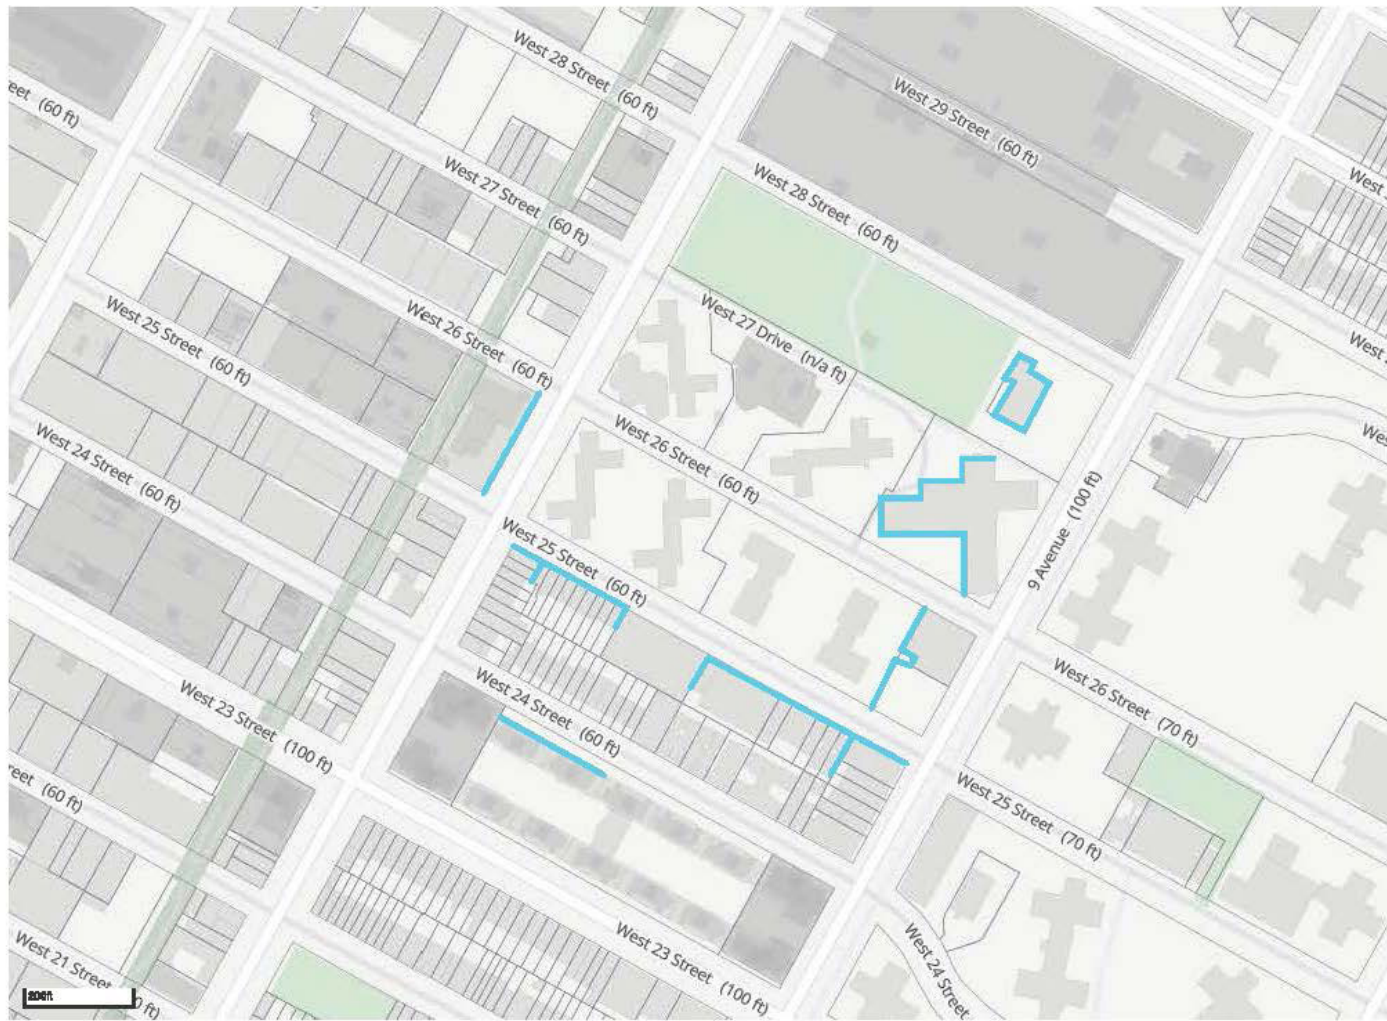 West 28 Street (60 ft)
reet (60 ft)
West 29 Street (60 ft)
West 27 Street (60 ft)
West 28 Street (60 ft)
West
West 25 Street (60 ft)
West 26 Street (60 ft)
West 27 Drive (n/a ft)
West
West 24 Street (60 ft)
West 26 Street (60 ft)
Wes
9 Avenue (100 ft)
West 25 Street (60 ft)
West 23 Street (100 ft)
West 24 Street (60 ft)
West 26 Street (70 ft)
reet (60 ft)
West 25 Street (70 ft)
West 21 Street
0 ft)
West 23 Street (100 ft)
West 24 Street